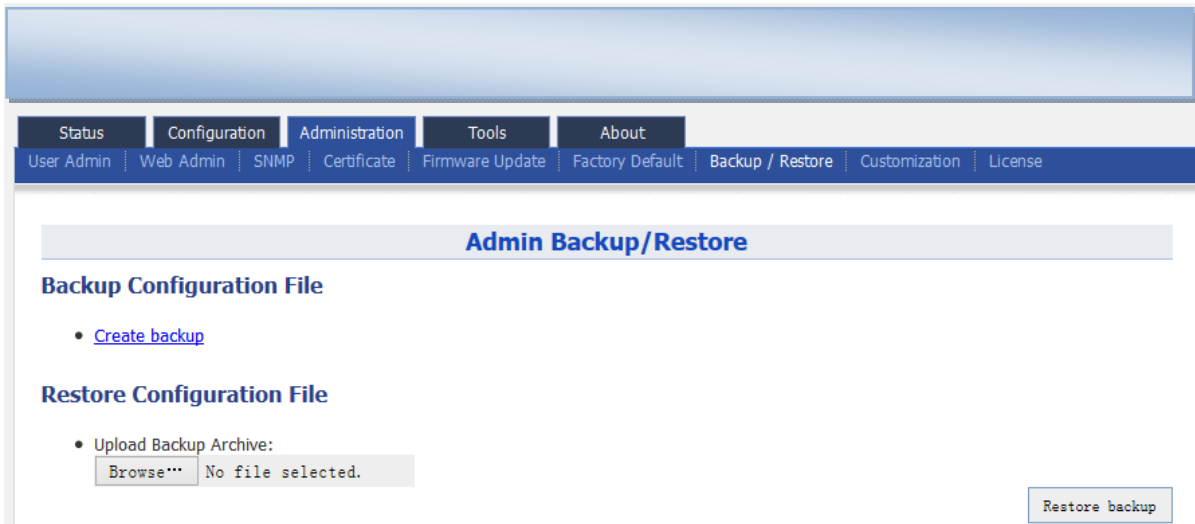 Status Configuration Administration Tools About
User Admin Web Admin SNMP Certificate Firmware Update Factory Default Backup / Restore Customization License
Admin Backup/Restore
Backup Configuration File
Create backup
Restore Configuration File
Upload Backup Archive:
Browse… No file selected.
Restore backup